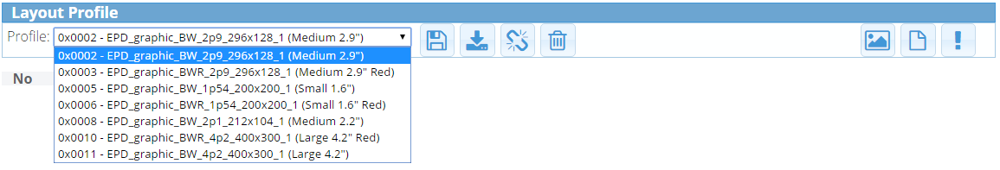 Layout Profile
Profile: 0x0002 - EPD_graphic_BW_2p9_296x128_1 (Medium 2.9")
0x0002 - EPD_graphic_BW_2p9_296x128_1 (Medium 2.9")
0x0003 - EPD_graphic_BWR_2p9_296x128_1 (Medium 2.9" Red)
0x0005 - EPD_graphic_BW_1p54_200x200_1 (Small 1.6")
0x0006 - EPD_graphic_BWR_1p54_200x200_1 (Small 1.6" Red)
0x0008 - EPD_graphic_BW_2p1_212x104_1 (Medium 2.2")
0x0010 - EPD_graphic_BWR_4p2_400x300_1 (Large 4.2" Red)
0x0011 - EPD_graphic_BW_4p2_400x300_1 (Large 4.2")
No